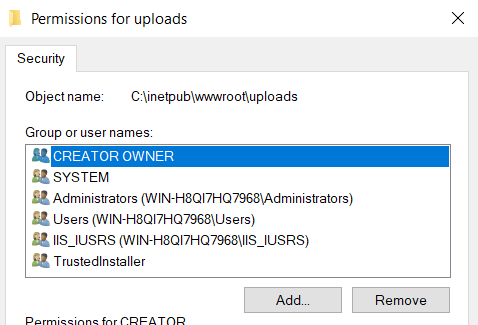 Permissions for uploads
Security
Object name: C:\inetpub\wwwroot\uploads
Group or user names:
CREATOR OWNER
SYSTEM
Administrators (WIN-H8QI7HQ7968\Administrators)
Users (WIN-H8QI7HQ7968\Users)
IIS_IUSRS (WIN-H8QI7HQ7968\IIS_IUSRS)
TrustedInstaller
Add... Remove
Permissions for CREATOR